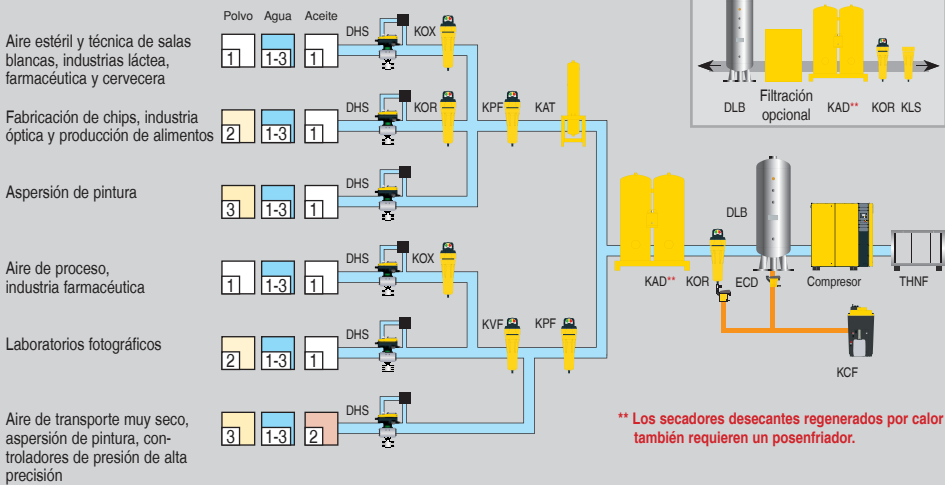 Polvo Agua Aceite
Aire estéril y técnica de salas
blancas, industrias láctea,
farmacéutica y cervecera
1 1-3 1
DHS KOX
Fabricación de chips, industria
óptica y producción de alimentos
2 1-3 1
DHS KOR KPF KAT
Aspersión de pintura
3 1-3 1
DHS
Aire de proceso,
industria farmacéutica
1 1-3 1
DHS KOX
Laboratorios fotográficos
2 1-3 1
DHS KVF KPF
Aire de transporte muy seco,
aspersión de pintura, con-
troladores de presión de alta
precisión
3 1-3 2
DHS
DLB
Filtración
opcional
KAD** KOR KLS
DLB
KAD** KOR ECD Compresor THNF
KCF
** Los secadores desecantes regenerados por calor
también requieren un posenfriador.